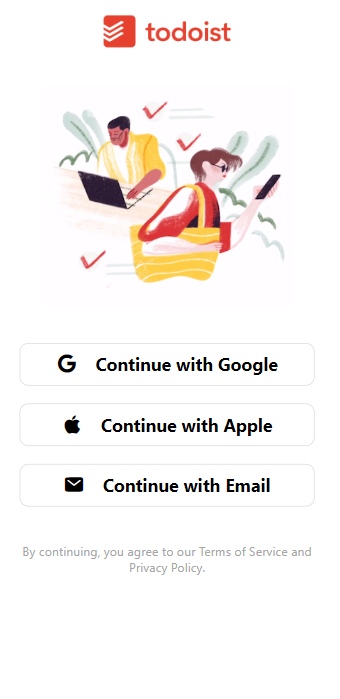 todoist
Continue with Google
Continue with Apple
Continue with Email
By continuing, you agree to our Terms of Service and
Privacy Policy.